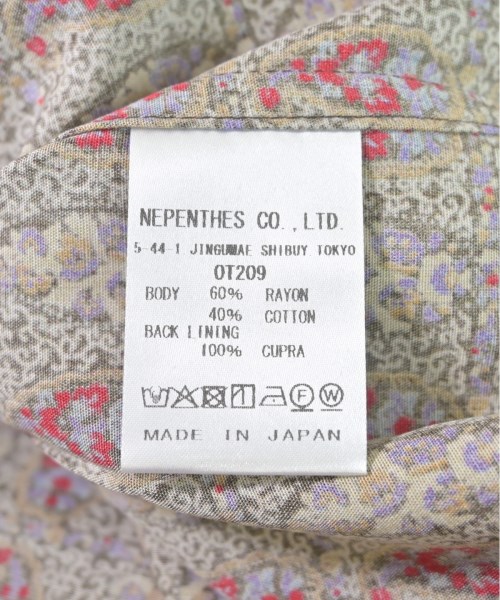 NEPENTHES CO.,LTD.
5-44-1 JINGUMAE SHIBUY TOKYO
OT209
BODY 60% RAYON
40% COTTON
BACK LINING
100% CUPRA
F W
MADE IN JAPAN